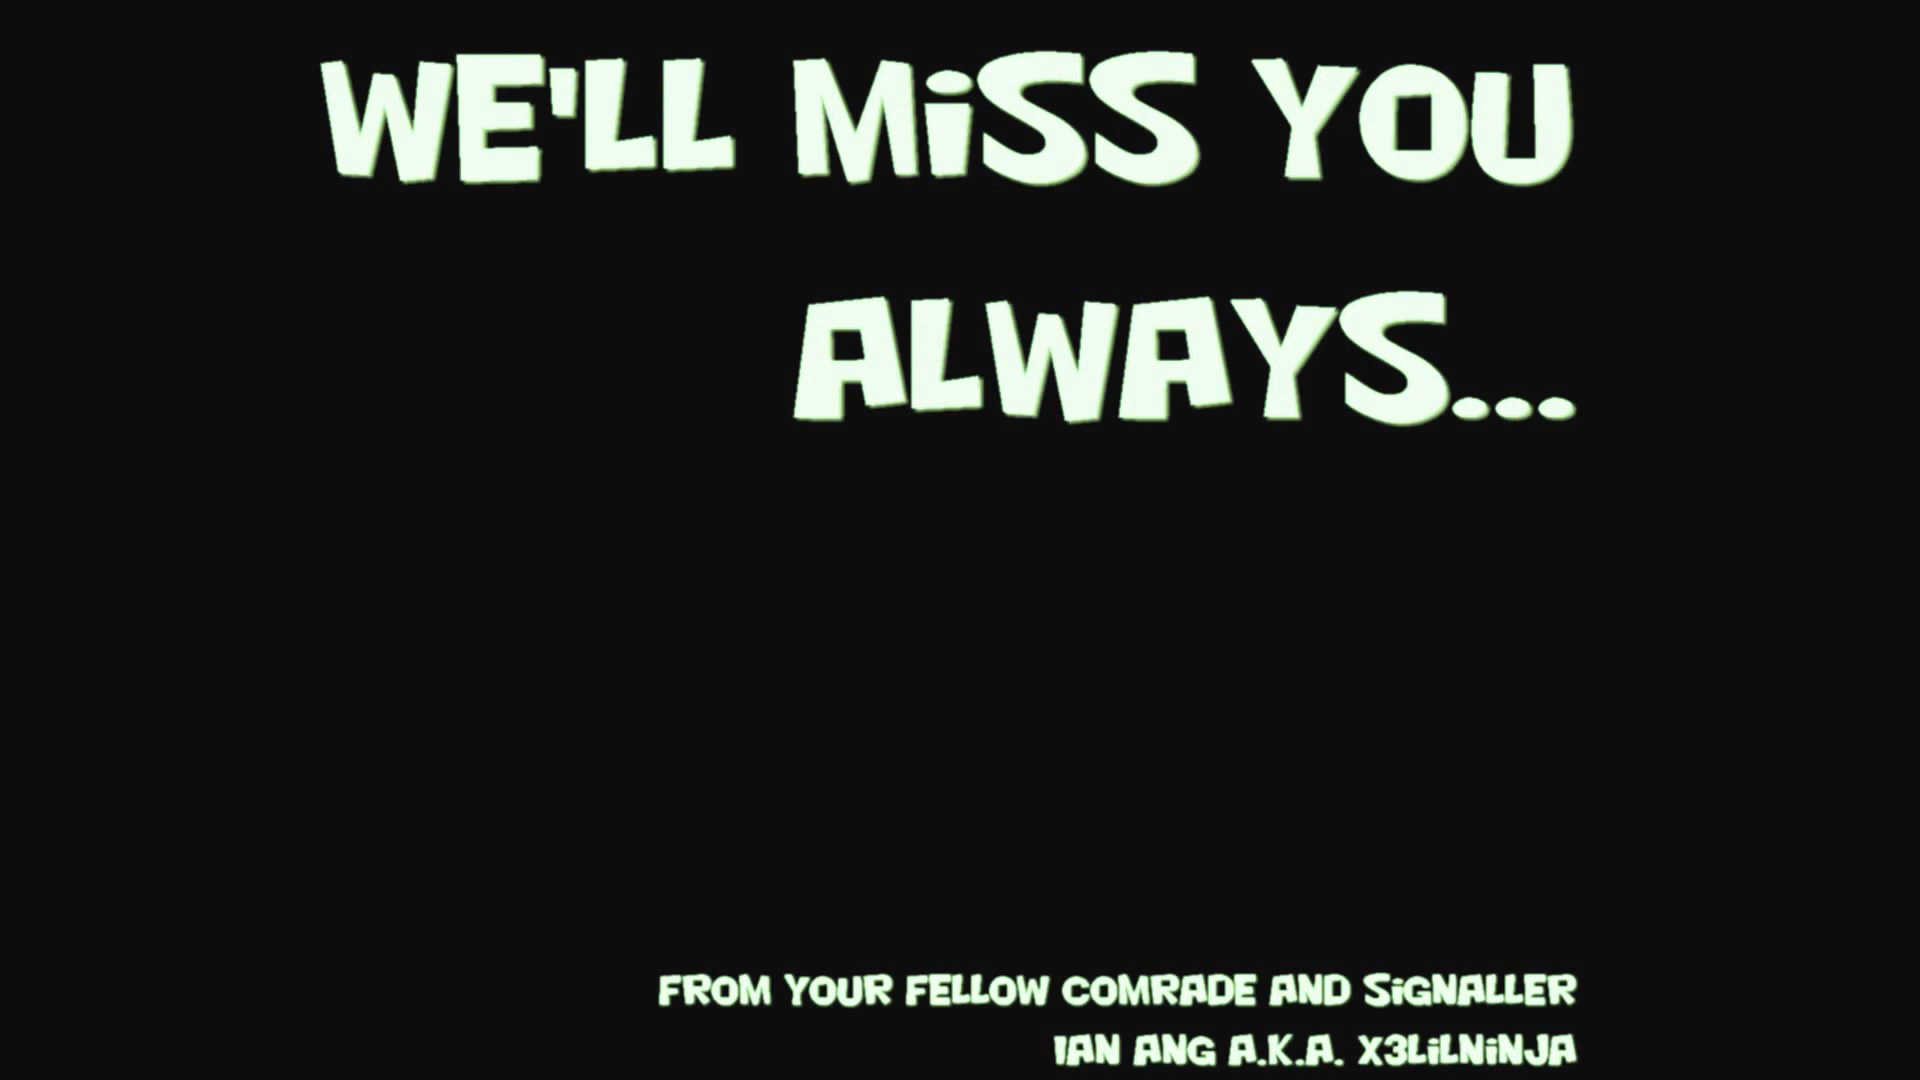 WE'LL MiSS YOU
ALWAYS...
FROM YOUR FELLOW COMRADE AND SiGNALLER
IAN ANG A.K.A. X3LiLNiNJA